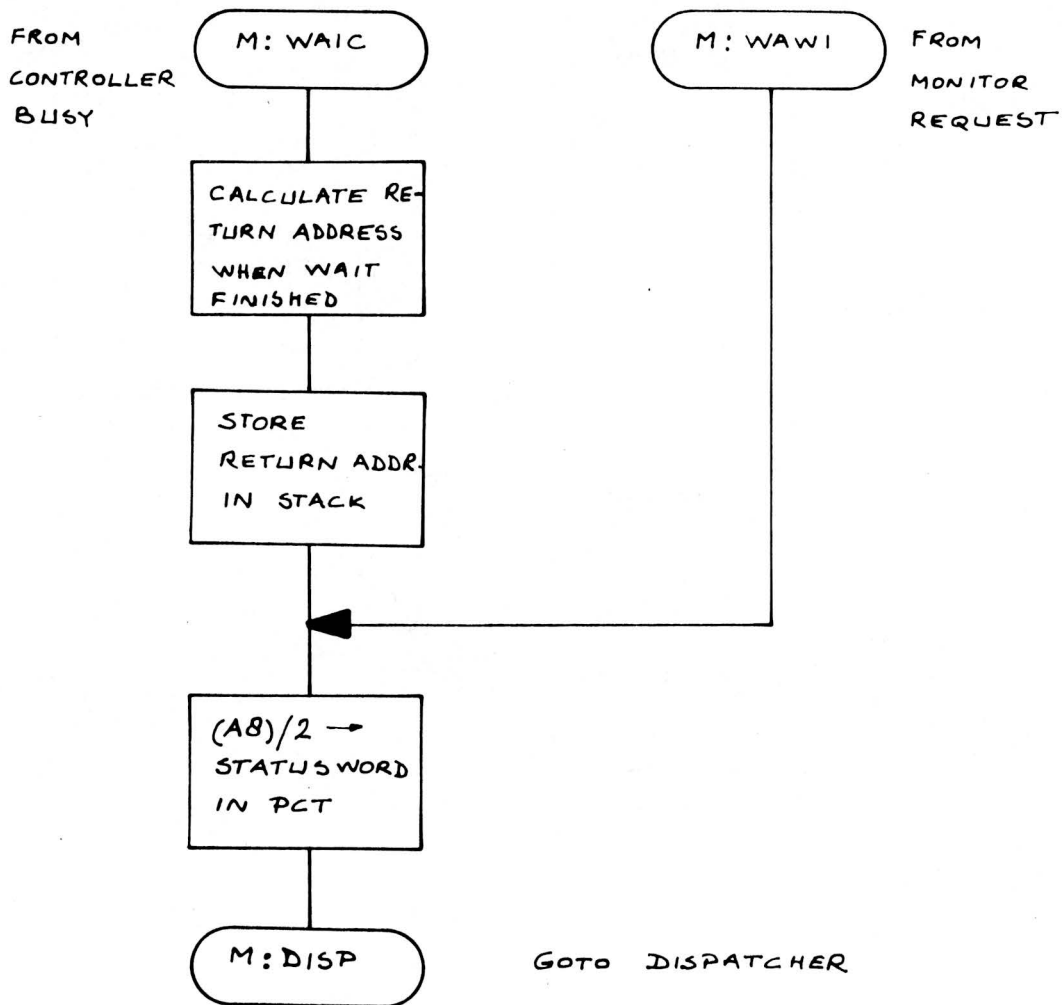 FROM
CONTROLLER
BUSY
M: WAIC
M: WAWI
FROM
MONITOR
REQUEST
CALCULATE RE-
TURN ADDRESS
WHEN WAIT
FINISHED
STORE
RETURN ADDR.
IN STACK
(A8)/2 →
STATUS WORD
IN PCT
M: DISP
GOTO DISPATCHER